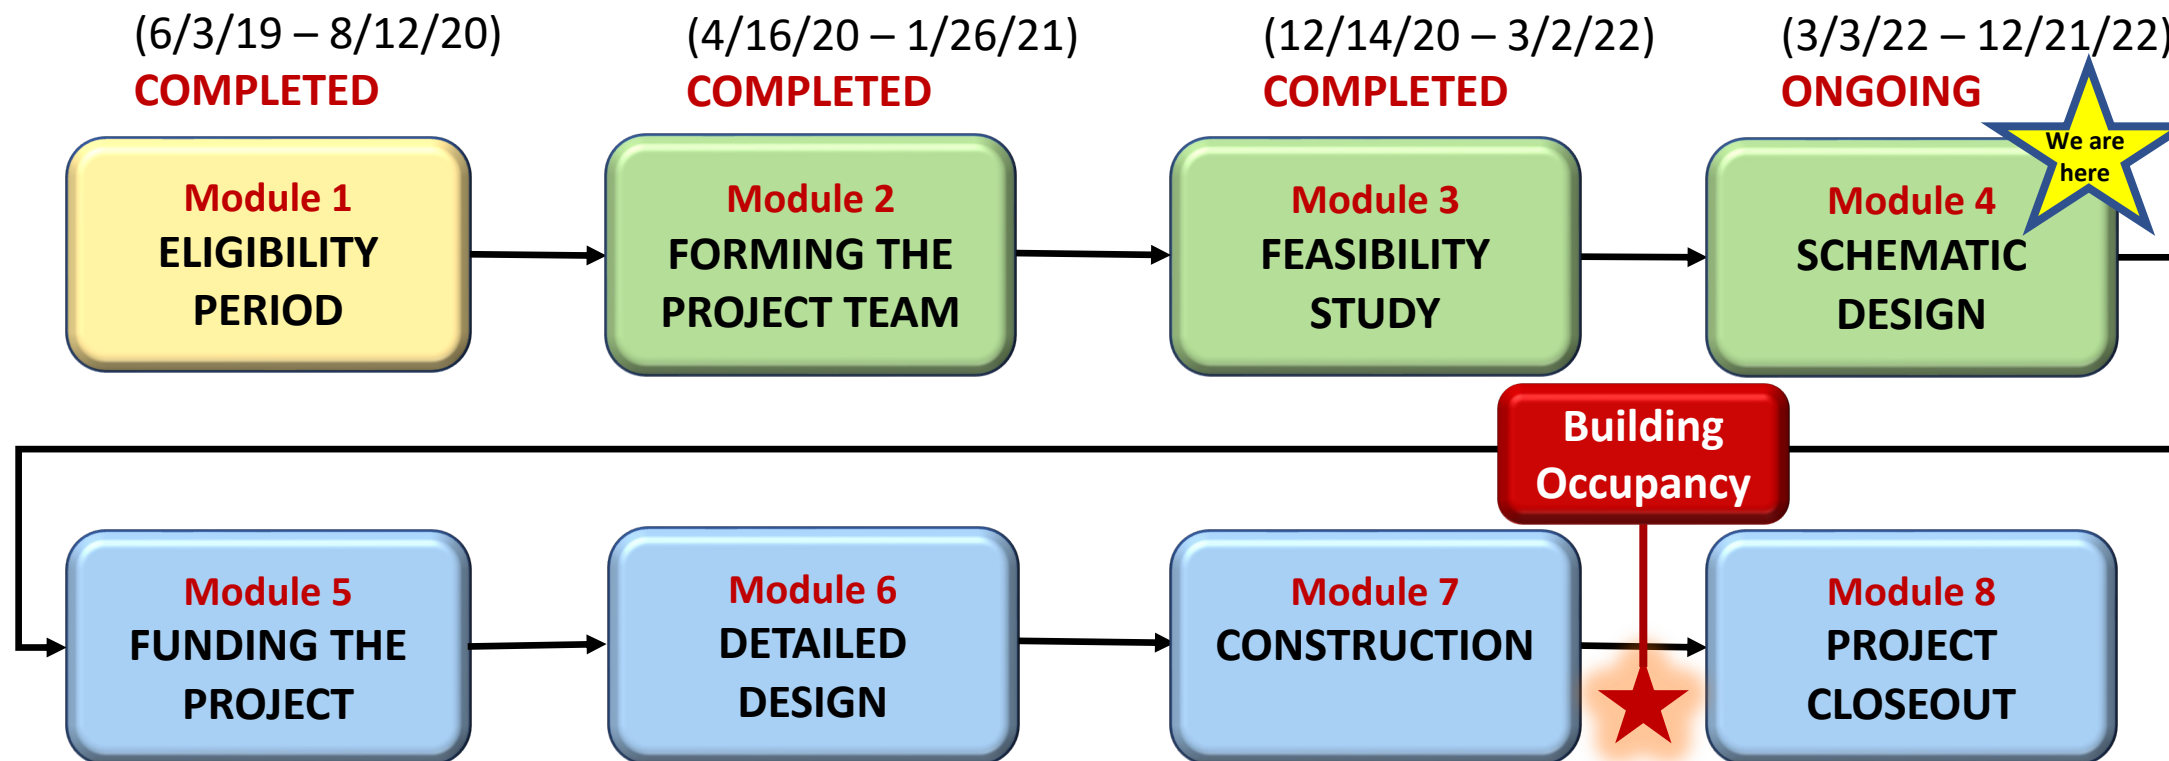 (6/3/19 – 8/12/20)
COMPLETED
(4/16/20 – 1/26/21)
COMPLETED
(12/14/20 – 3/2/22)
COMPLETED
(3/3/22 – 12/21/22)
ONGOING
We are
here
Module 1
ELIGIBILITY
PERIOD
Module 2
FORMING THE
PROJECT TEAM
Module 3
FEASIBILITY
STUDY
Module 4
SCHEMATIC
DESIGN
Building
Occupancy
Module 5
FUNDING THE
PROJECT
Module 6
DETAILED
DESIGN
Module 7
CONSTRUCTION
Module 8
PROJECT
CLOSEOUT